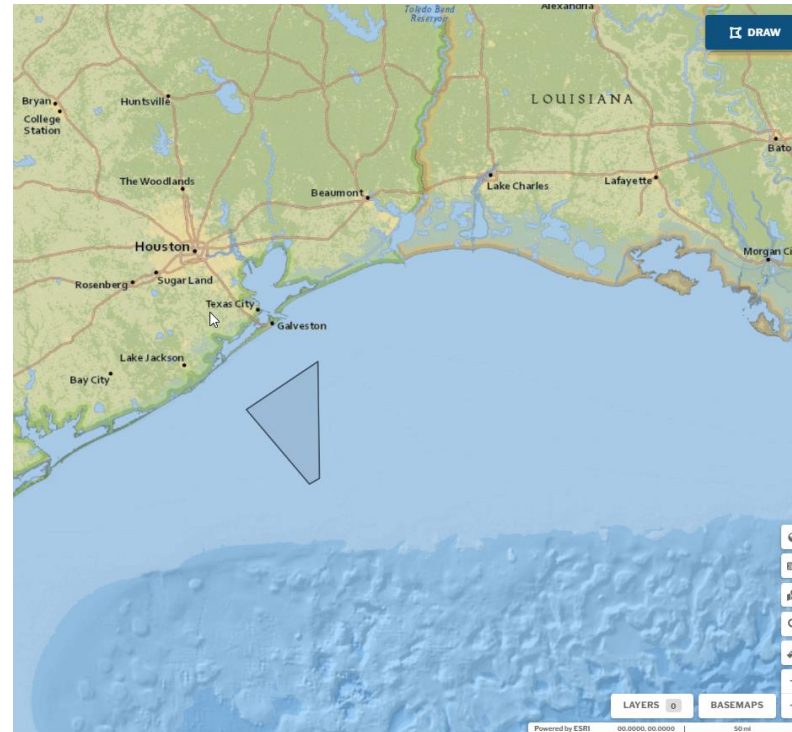 Toledo Bend
Reservoir
Alexandria
DRAW
LOUISIANA
Bryan
College
Station
Huntsville
The Woodlands
Beaumont
Lake Charles
Lafayette
Bato
Houston
Morgan Ci
Rosenberg
Sugar Land
Texas City
Galveston
Lake Jackson
Bay City
LAYERS 0
BASEMAPS
Powered by ESRI
00.0000, 00.0000
50 mi